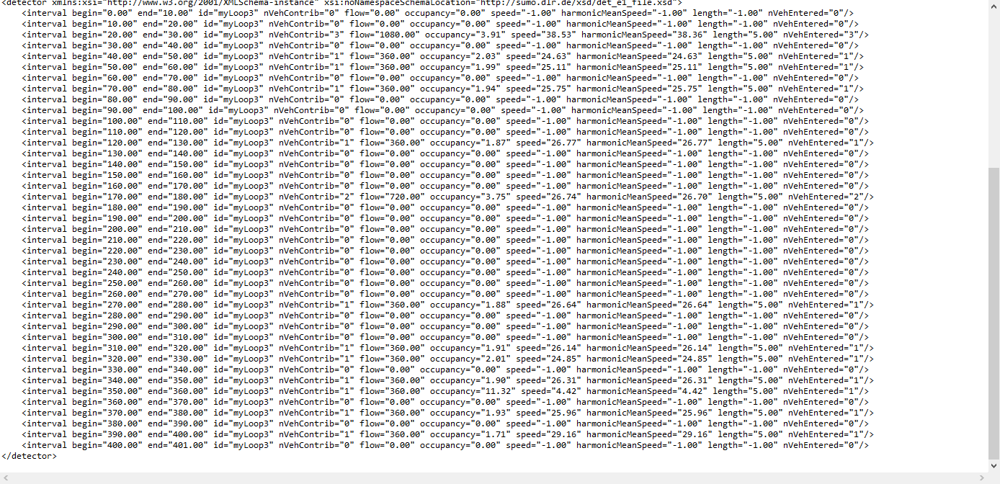 <detector xmlns:xsi="http://www.w3.org/2001/XMLSchema-instance" xsi:noNamespaceSchemaLocation="http://sumo.dlr.de/xsd/det_e1_file.xsd">
<interval begin="0.00" end="10.00" id="myLoop3" nVehContrib="0" flow="0.00" occupancy="0.00" speed="-1.00" harmonicMeanSpeed="-1.00" length="-1.00" nVehEntered="0"/>
<interval begin="10.00" end="20.00" id="myLoop3" nVehContrib="0" flow="0.00" occupancy="0.00" speed="-1.00" harmonicMeanSpeed="-1.00" length="-1.00" nVehEntered="0"/>
<interval begin="20.00" end="30.00" id="myLoop3" nVehContrib="3" flow="1080.00" occupancy="3.91" speed="38.53" harmonicMeanSpeed="38.36" length="5.00" nVehEntered="3"/>
<interval begin="30.00" end="40.00" id="myLoop3" nVehContrib="0" flow="0.00" occupancy="0.00" speed="-1.00" harmonicMeanSpeed="-1.00" length="-1.00" nVehEntered="0"/>
<interval begin="40.00" end="50.00" id="myLoop3" nVehContrib="1" flow="360.00" occupancy="2.03" speed="24.63" harmonicMeanSpeed="24.63" length="5.00" nVehEntered="1"/>
<interval begin="50.00" end="60.00" id="myLoop3" nVehContrib="1" flow="360.00" occupancy="1.99" speed="25.11" harmonicMeanSpeed="25.11" length="5.00" nVehEntered="1"/>
<interval begin="60.00" end="70.00" id="myLoop3" nVehContrib="0" flow="0.00" occupancy="0.00" speed="-1.00" harmonicMeanSpeed="-1.00" length="-1.00" nVehEntered="0"/>
<interval begin="70.00" end="80.00" id="myLoop3" nVehContrib="1" flow="360.00" occupancy="1.94" speed="25.75" harmonicMeanSpeed="25.75" length="5.00" nVehEntered="1"/>
<interval begin="80.00" end="90.00" id="myLoop3" nVehContrib="0" flow="0.00" occupancy="0.00" speed="-1.00" harmonicMeanSpeed="-1.00" length="-1.00" nVehEntered="0"/>
<interval begin="90.00" end="100.00" id="myLoop3" nVehContrib="0" flow="0.00" occupancy="0.00" speed="-1.00" harmonicMeanSpeed="-1.00" length="-1.00" nVehEntered="0"/>
<interval begin="100.00" end="110.00" id="myLoop3" nVehContrib="0" flow="0.00" occupancy="0.00" speed="-1.00" harmonicMeanSpeed="-1.00" length="-1.00" nVehEntered="0"/>
<interval begin="110.00" end="120.00" id="myLoop3" nVehContrib="0" flow="0.00" occupancy="0.00" speed="-1.00" harmonicMeanSpeed="-1.00" length="-1.00" nVehEntered="0"/>
<interval begin="120.00" end="130.00" id="myLoop3" nVehContrib="1" flow="360.00" occupancy="1.87" speed="26.77" harmonicMeanSpeed="26.77" length="5.00" nVehEntered="1"/>
<interval begin="130.00" end="140.00" id="myLoop3" nVehContrib="0" flow="0.00" occupancy="0.00" speed="-1.00" harmonicMeanSpeed="-1.00" length="-1.00" nVehEntered="0"/>
<interval begin="140.00" end="150.00" id="myLoop3" nVehContrib="0" flow="0.00" occupancy="0.00" speed="-1.00" harmonicMeanSpeed="-1.00" length="-1.00" nVehEntered="0"/>
<interval begin="150.00" end="160.00" id="myLoop3" nVehContrib="0" flow="0.00" occupancy="0.00" speed="-1.00" harmonicMeanSpeed="-1.00" length="-1.00" nVehEntered="0"/>
<interval begin="160.00" end="170.00" id="myLoop3" nVehContrib="0" flow="0.00" occupancy="0.00" speed="-1.00" harmonicMeanSpeed="-1.00" length="-1.00" nVehEntered="0"/>
<interval begin="170.00" end="180.00" id="myLoop3" nVehContrib="2" flow="720.00" occupancy="3.75" speed="26.74" harmonicMeanSpeed="26.70" length="5.00" nVehEntered="2"/>
<interval begin="180.00" end="190.00" id="myLoop3" nVehContrib="0" flow="0.00" occupancy="0.00" speed="-1.00" harmonicMeanSpeed="-1.00" length="-1.00" nVehEntered="0"/>
<interval begin="190.00" end="200.00" id="myLoop3" nVehContrib="0" flow="0.00" occupancy="0.00" speed="-1.00" harmonicMeanSpeed="-1.00" length="-1.00" nVehEntered="0"/>
<interval begin="200.00" end="210.00" id="myLoop3" nVehContrib="0" flow="0.00" occupancy="0.00" speed="-1.00" harmonicMeanSpeed="-1.00" length="-1.00" nVehEntered="0"/>
<interval begin="210.00" end="220.00" id="myLoop3" nVehContrib="0" flow="0.00" occupancy="0.00" speed="-1.00" harmonicMeanSpeed="-1.00" length="-1.00" nVehEntered="0"/>
<interval begin="220.00" end="230.00" id="myLoop3" nVehContrib="0" flow="0.00" occupancy="0.00" speed="-1.00" harmonicMeanSpeed="-1.00" length="-1.00" nVehEntered="0"/>
<interval begin="230.00" end="240.00" id="myLoop3" nVehContrib="0" flow="0.00" occupancy="0.00" speed="-1.00" harmonicMeanSpeed="-1.00" length="-1.00" nVehEntered="0"/>
<interval begin="240.00" end="250.00" id="myLoop3" nVehContrib="0" flow="0.00" occupancy="0.00" speed="-1.00" harmonicMeanSpeed="-1.00" length="-1.00" nVehEntered="0"/>
<interval begin="250.00" end="260.00" id="myLoop3" nVehContrib="0" flow="0.00" occupancy="0.00" speed="-1.00" harmonicMeanSpeed="-1.00" length="-1.00" nVehEntered="0"/>
<interval begin="260.00" end="270.00" id="myLoop3" nVehContrib="0" flow="0.00" occupancy="0.00" speed="-1.00" harmonicMeanSpeed="-1.00" length="-1.00" nVehEntered="0"/>
<interval begin="270.00" end="280.00" id="myLoop3" nVehContrib="1" flow="360.00" occupancy="1.88" speed="26.64" harmonicMeanSpeed="26.64" length="5.00" nVehEntered="1"/>
<interval begin="280.00" end="290.00" id="myLoop3" nVehContrib="0" flow="0.00" occupancy="0.00" speed="-1.00" harmonicMeanSpeed="-1.00" length="-1.00" nVehEntered="0"/>
<interval begin="290.00" end="300.00" id="myLoop3" nVehContrib="0" flow="0.00" occupancy="0.00" speed="-1.00" harmonicMeanSpeed="-1.00" length="-1.00" nVehEntered="0"/>
<interval begin="300.00" end="310.00" id="myLoop3" nVehContrib="0" flow="0.00" occupancy="0.00" speed="-1.00" harmonicMeanSpeed="-1.00" length="-1.00" nVehEntered="0"/>
<interval begin="310.00" end="320.00" id="myLoop3" nVehContrib="1" flow="360.00" occupancy="1.91" speed="26.14" harmonicMeanSpeed="26.14" length="5.00" nVehEntered="1"/>
<interval begin="320.00" end="330.00" id="myLoop3" nVehContrib="1" flow="360.00" occupancy="2.01" speed="24.85" harmonicMeanSpeed="24.85" length="5.00" nVehEntered="1"/>
<interval begin="330.00" end="340.00" id="myLoop3" nVehContrib="0" flow="0.00" occupancy="0.00" speed="-1.00" harmonicMeanSpeed="-1.00" length="-1.00" nVehEntered="0"/>
<interval begin="340.00" end="350.00" id="myLoop3" nVehContrib="1" flow="360.00" occupancy="1.90" speed="26.31" harmonicMeanSpeed="26.31" length="5.00" nVehEntered="1"/>
<interval begin="350.00" end="360.00" id="myLoop3" nVehContrib="1" flow="360.00" occupancy="11.32" speed="4.42" harmonicMeanSpeed="4.42" length="5.00" nVehEntered="1"/>
<interval begin="360.00" end="370.00" id="myLoop3" nVehContrib="0" flow="0.00" occupancy="0.00" speed="-1.00" harmonicMeanSpeed="-1.00" length="-1.00" nVehEntered="0"/>
<interval begin="370.00" end="380.00" id="myLoop3" nVehContrib="1" flow="360.00" occupancy="1.93" speed="25.96" harmonicMeanSpeed="25.96" length="5.00" nVehEntered="1"/>
<interval begin="380.00" end="390.00" id="myLoop3" nVehContrib="0" flow="0.00" occupancy="0.00" speed="-1.00" harmonicMeanSpeed="-1.00" length="-1.00" nVehEntered="0"/>
<interval begin="390.00" end="400.00" id="myLoop3" nVehContrib="1" flow="360.00" occupancy="1.71" speed="29.16" harmonicMeanSpeed="29.16" length="5.00" nVehEntered="1"/>
<interval begin="400.00" end="401.00" id="myLoop3" nVehContrib="0" flow="0.00" occupancy="0.00" speed="-1.00" harmonicMeanSpeed="-1.00" length="-1.00" nVehEntered="0"/>
</detector>